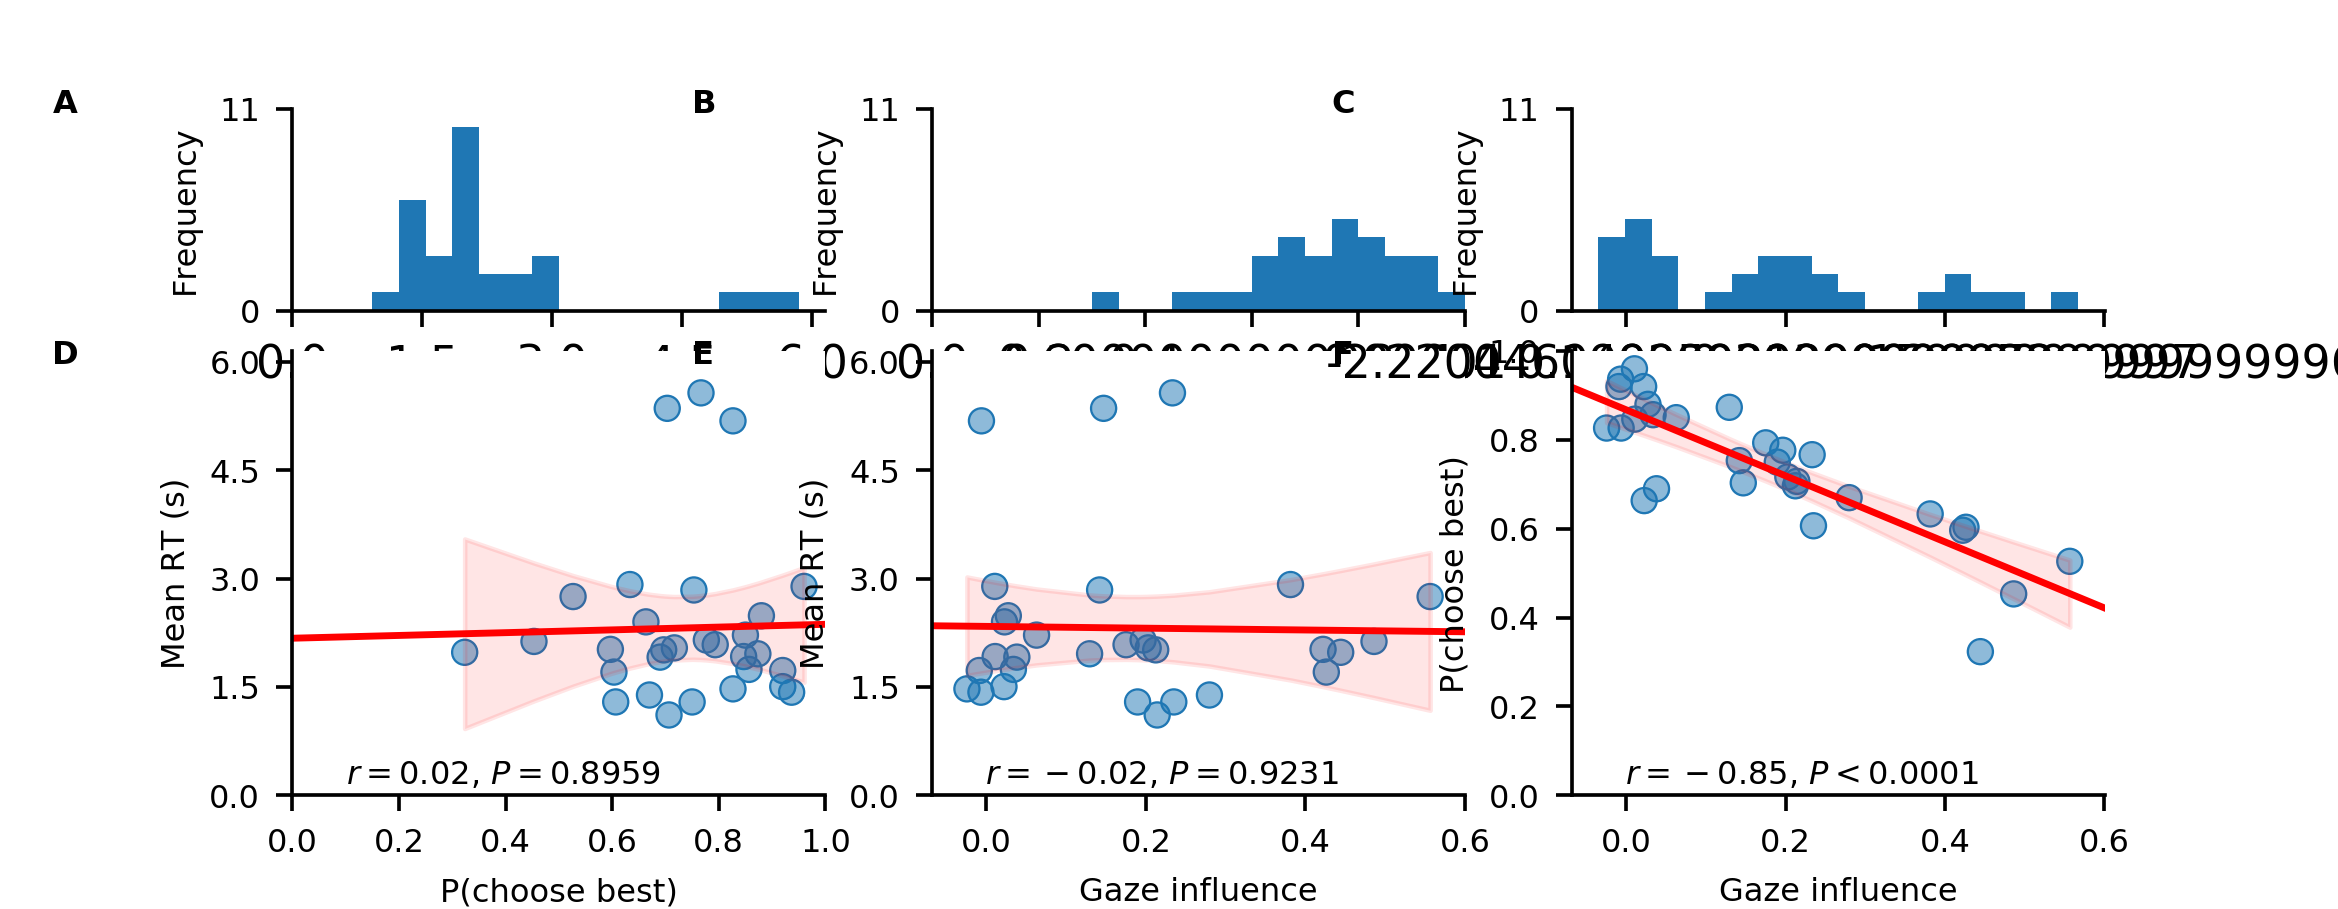 A
B
C
11
11
11
Frequency
Frequency
Frequency
0
0
0
D
E
F
6.0
6.0
1.0
4.5
4.5
0.8
3.0
3.0
0.6
0.4
1.5
1.5
0.2
0.0
0.0
0.0
Mean RT (s)
Mean RT (s)
P(choose best)
r = 0.02, P = 0.8959
r = −0.02, P = 0.9231
r = −0.85, P < 0.0001
0.0 0.2 0.4 0.6 0.8 1.0
0.0 0.2 0.4 0.6
0.0 0.2 0.4 0.6
P(choose best)
Gaze influence
Gaze influence